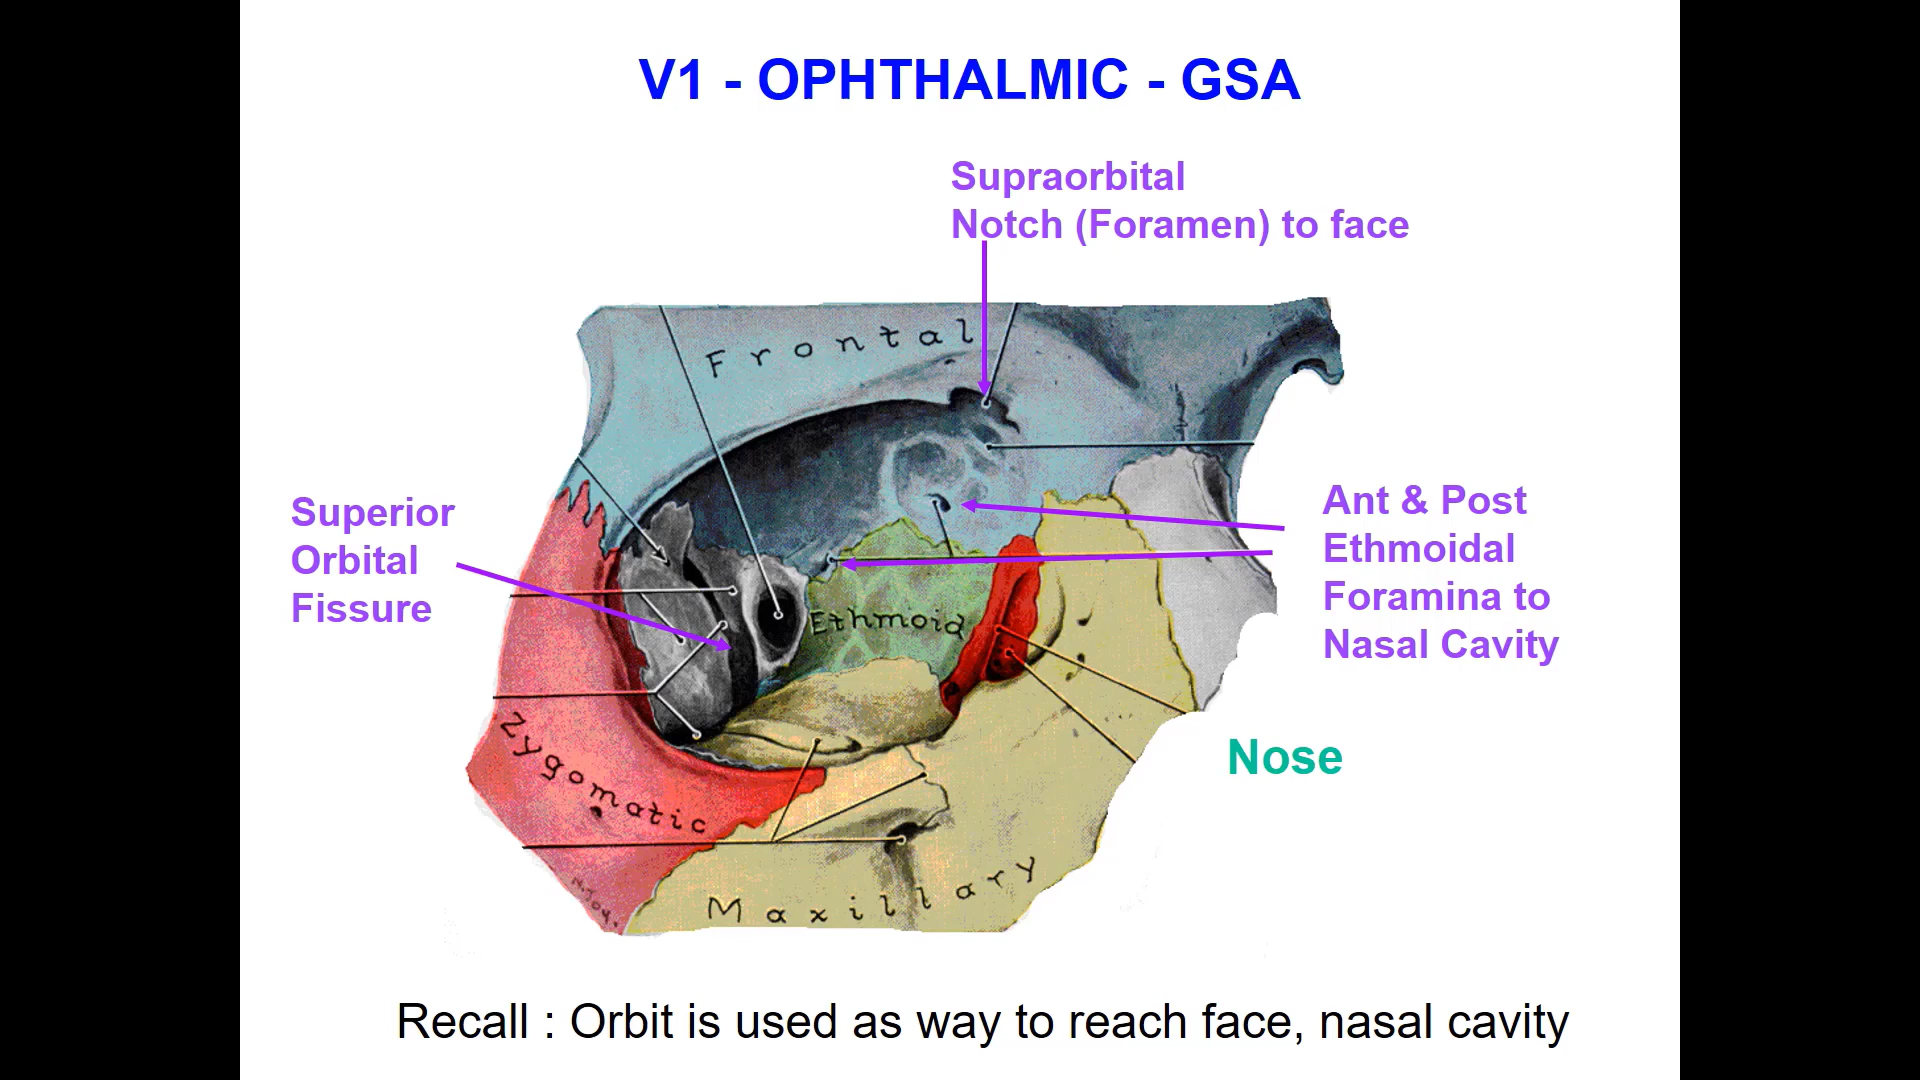 V1 - OPHTHALMIC - GSA
Supraorbital
Notch (Foramen) to face
Frontal
Superior
Orbital
Fissure
Ant & Post
Ethmoidal
Foramina to
Nasal Cavity
Ethmoid
Zygomatic
Nose
Maxillary
Recall : Orbit is used as way to reach face, nasal cavity